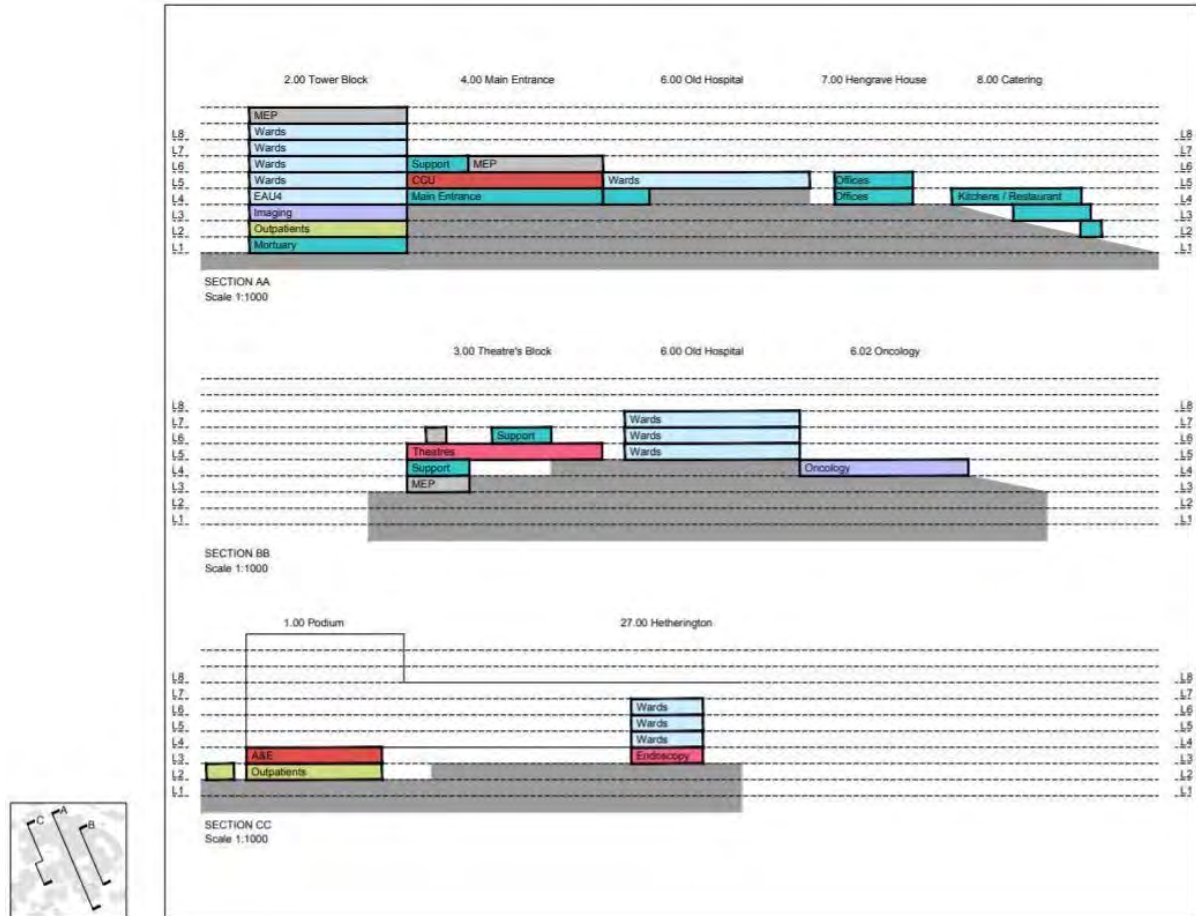 2.00 Tower Block 4.00 Main Entrance 6.00 Old Hospital 7.00 Hengrave House 8.00 Catering
MEP
L8 Wards L8
L7 Wards L7
L6 Wards Support MEP L6
L5 Wards CCU Wards Offices L5
L4 EAU4 Main Entrance Offices Kitchens / Restaurant L4
L3 Imaging L3
L2 Outpatients L2
L1 Mortuary L1
SECTION AA
Scale 1:1000
3.00 Theatre's Block 6.00 Old Hospital 6.02 Oncology
L8 L8
L7 Wards L7
L6 Support Wards L6
L5 Theatres Wards L5
L4 Support Oncology L4
L3 MEP L3
L2 L2
L1 L1
SECTION BB
Scale 1:1000
1.00 Podium 27.00 Hetherington
L8 L8
L7 L7
L6 Wards L6
L5 Wards L5
L4 Wards L4
L3 A&E Endoscopy L3
L2 Outpatients L2
L1 L1
SECTION CC
Scale 1:1000
A
C
B